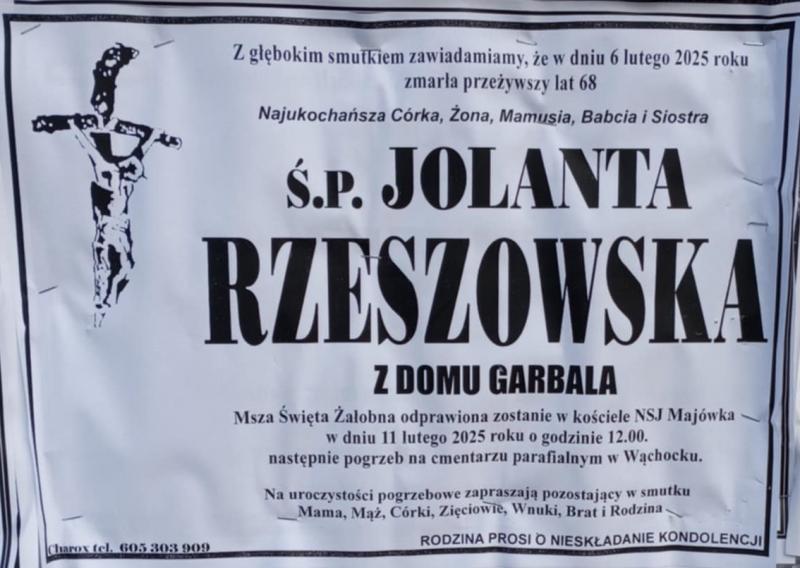 Z głębokim smutkiem zawiadamiamy, że w dniu 6 lutego 2025 roku
zmarła przeżywszy lat 68
Najukochańsza Córka, Żona, Mamusia, Babcia i Siostra
Ś.P. JOLANTA
RZESZOWSKA
Z DOMU GARBALA
Msza Święta Żałobna odprawiona zostanie w kościele NSJ Majówka
w dniu 11 lutego 2025 roku o godzinie 12.00.
następnie pogrzeb na cmentarzu parafialnym w Wąchocku.
Na uroczystości pogrzebowe zapraszają pozostający w smutku
Mama, Mąż, Córki, Zięciowie, Wnuki, Brat i Rodzina
RODZINA PROSI O NIESKŁADANIE KONDOLENCJI
Charox tel. 605 303 909